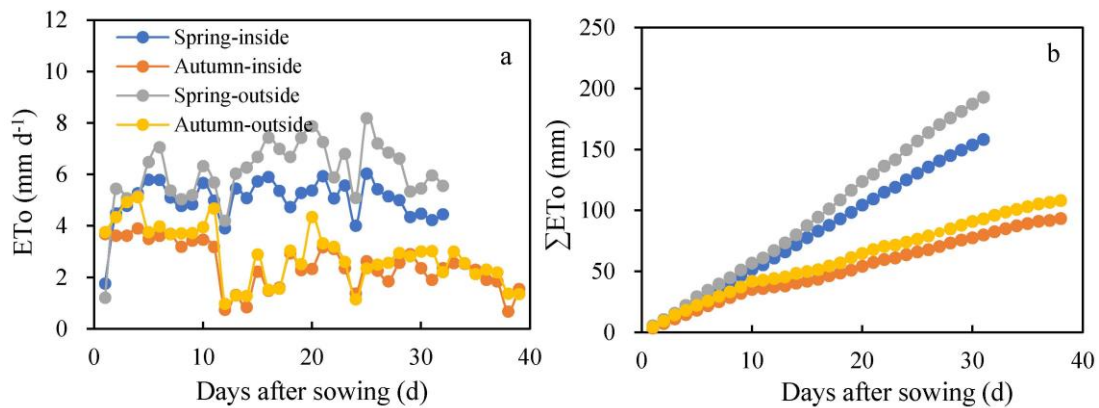 12
10
8
6
4
2
0
ETo (mm d-1)
Spring-inside
Autumn-inside
Spring-outside
Autumn-outside
a
0 10 20 30 40
Days after sowing (d)
250
200
150
100
50
0
∑ETo (mm)
b
0 10 20 30 40
Days after sowing (d)